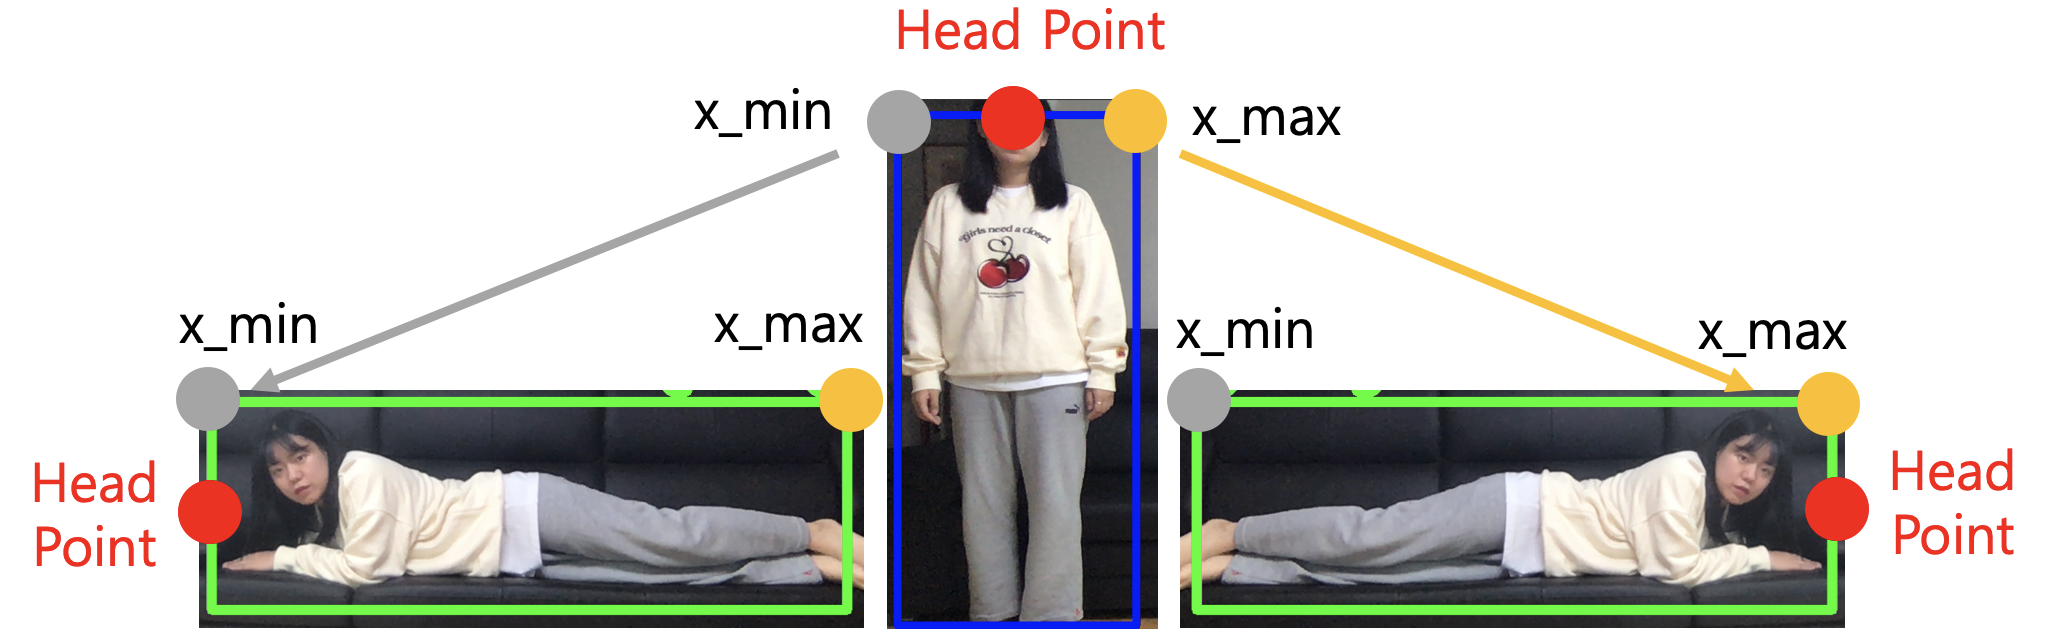 Head Point
x_min
x_max
x_min
x_max
x_min
x_max
Girls need a closet
Head
Point
Head
Point